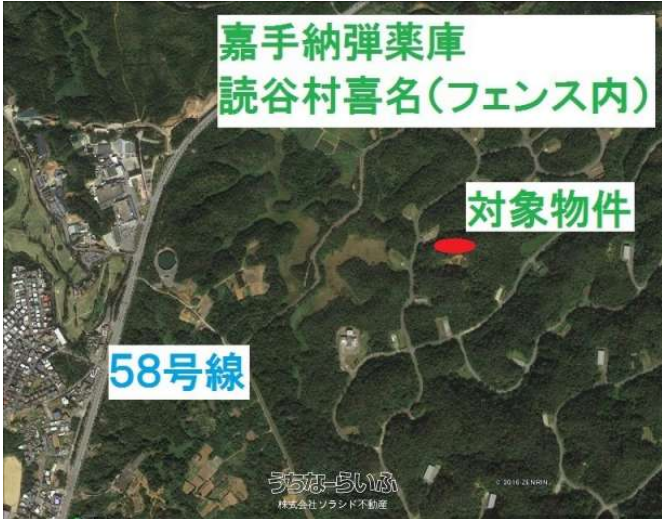 嘉手納弾薬庫
読谷村喜名(フェンス内)
対象物件
58号線
うちなーらいふ
株式会社ソラシド不動産
© 2016 ZENRIN